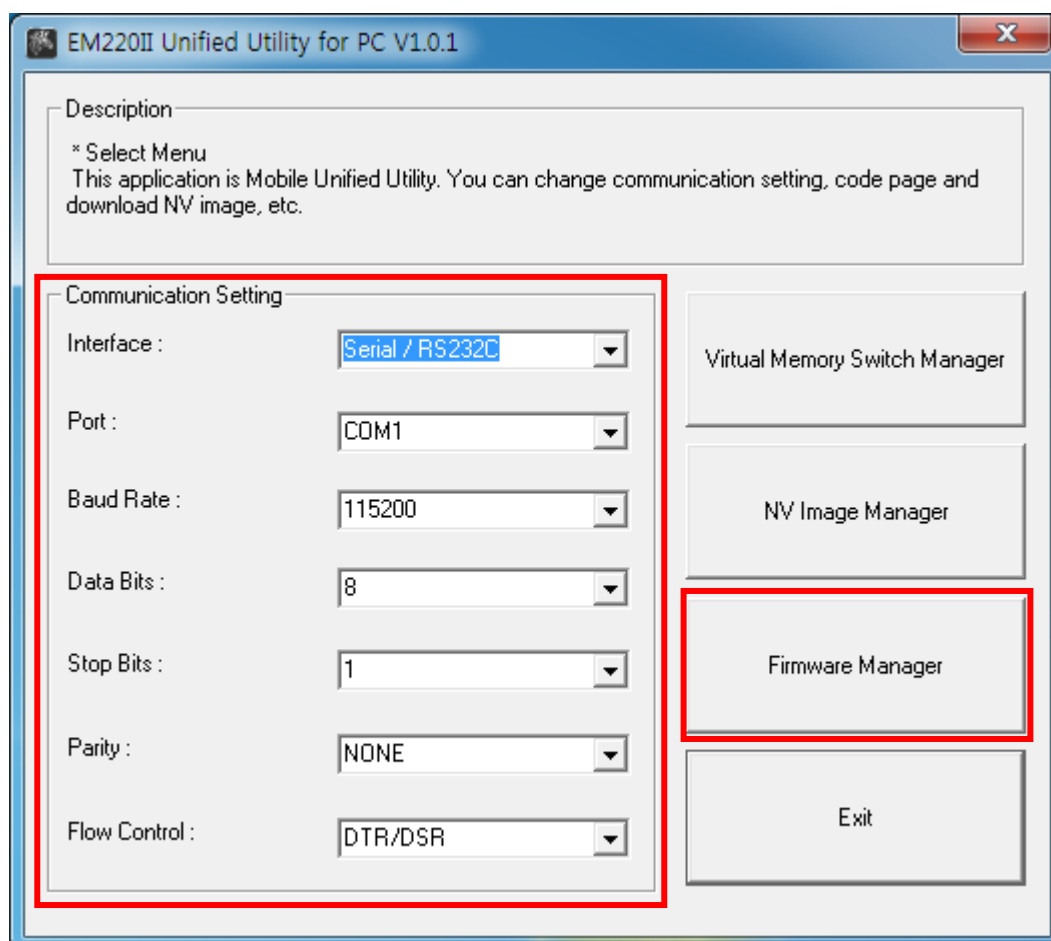 EM220II Unified Utility for PC V1.0.1
Description
* Select Menu
This application is Mobile Unified Utility. You can change communication setting, code page and
download NV image, etc.
Communication Setting
Interface :
Serial / RS232C
Port :
COM1
Baud Rate :
115200
Data Bits :
8
Stop Bits :
1
Parity :
NONE
Flow Control :
DTR/DSR
Virtual Memory Switch Manager
NV Image Manager
Firmware Manager
Exit